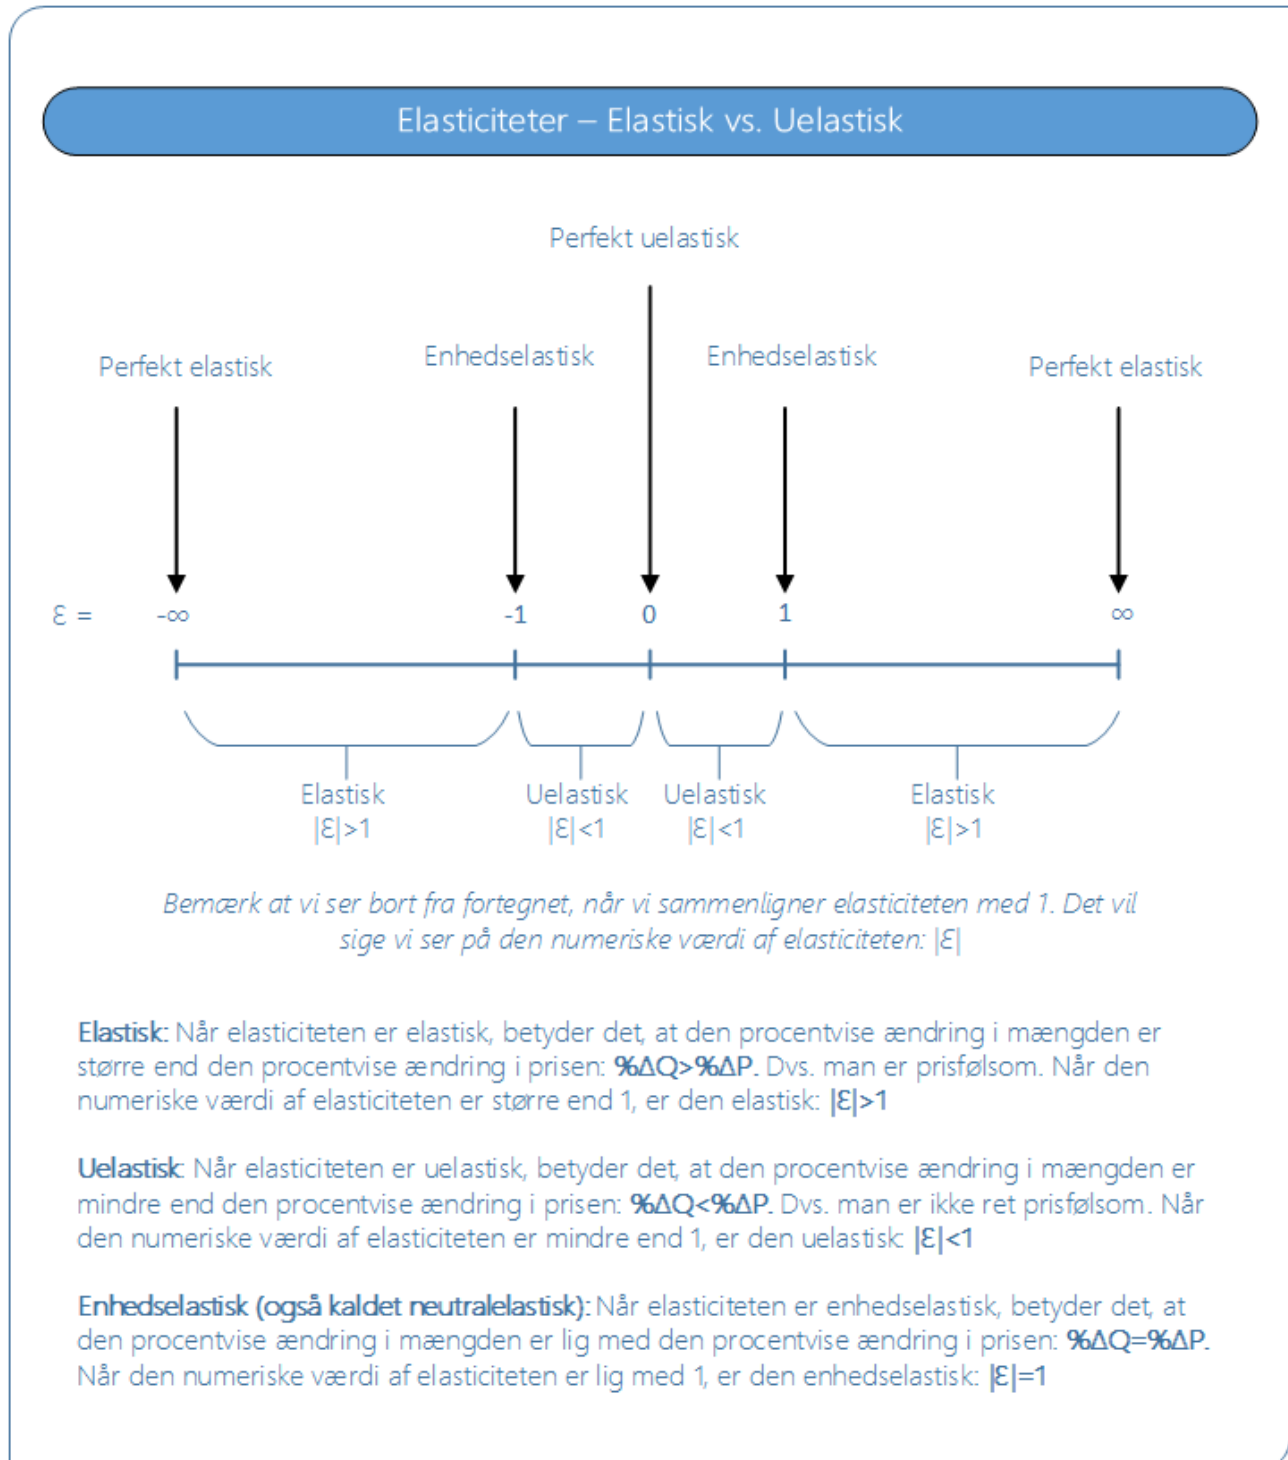 Elasticiteter – Elastisk vs. Uelastisk
Perfekt uelastisk
Perfekt elastisk
Enhedselastisk
Enhedselastisk
Perfekt elastisk
Ɛ = -∞ -1 0 1 ∞
Elastisk Uelastisk Uelastisk Elastisk
|Ɛ|>1 |Ɛ|<1 |Ɛ|<1 |Ɛ|>1
Bemærk at vi ser bort fra fortegnet, når vi sammenligner elasticiteten med 1. Det vil
sige vi ser på den numeriske værdi af elasticiteten: |Ɛ|
Elastisk: Når elasticiteten er elastisk, betyder det, at den procentvise ændring i mængden er
større end den procentvise ændring i prisen: %ΔQ>%ΔP. Dvs. man er prisfølsom. Når den
numeriske værdi af elasticiteten er større end 1, er den elastisk: |Ɛ|>1
Uelastisk: Når elasticiteten er uelastisk, betyder det, at den procentvise ændring i mængden er
mindre end den procentvise ændring i prisen: %ΔQ<%ΔP. Dvs. man er ikke ret prisfølsom. Når
den numeriske værdi af elasticiteten er mindre end 1, er den uelastisk: |Ɛ|<1
Enhedselastisk (også kaldet neutralelastisk): Når elasticiteten er enhedselastisk, betyder det, at
den procentvise ændring i mængden er lig med den procentvise ændring i prisen: %ΔQ=%ΔP.
Når den numeriske værdi af elasticiteten er lig med 1, er den enhedselastisk: |Ɛ|=1